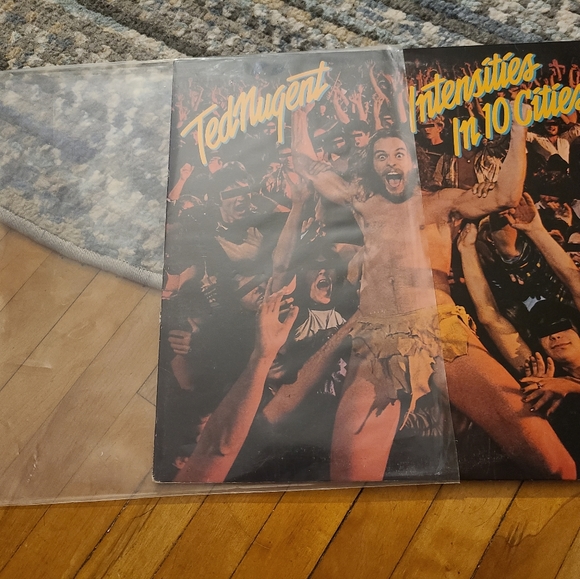 Ted Nugent
Intensities
In 10 Cities